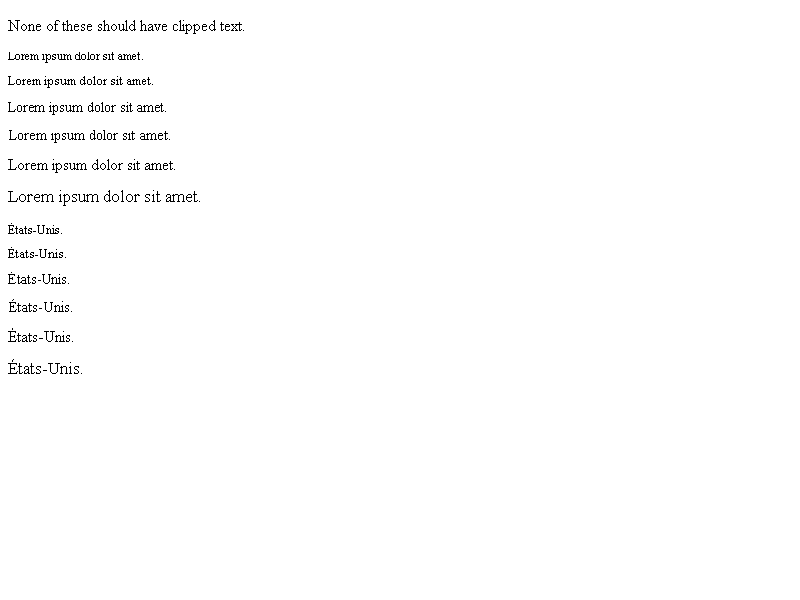 None of these should have clipped text.
Lorem ipsum dolor sit amet.
Lorem ipsum dolor sit amet.
Lorem ipsum dolor sit amet.
Lorem ipsum dolor sit amet.
Lorem ipsum dolor sit amet.
Lorem ipsum dolor sit amet.
États-Unis.
États-Unis.
États-Unis.
États-Unis.
États-Unis.
États-Unis.